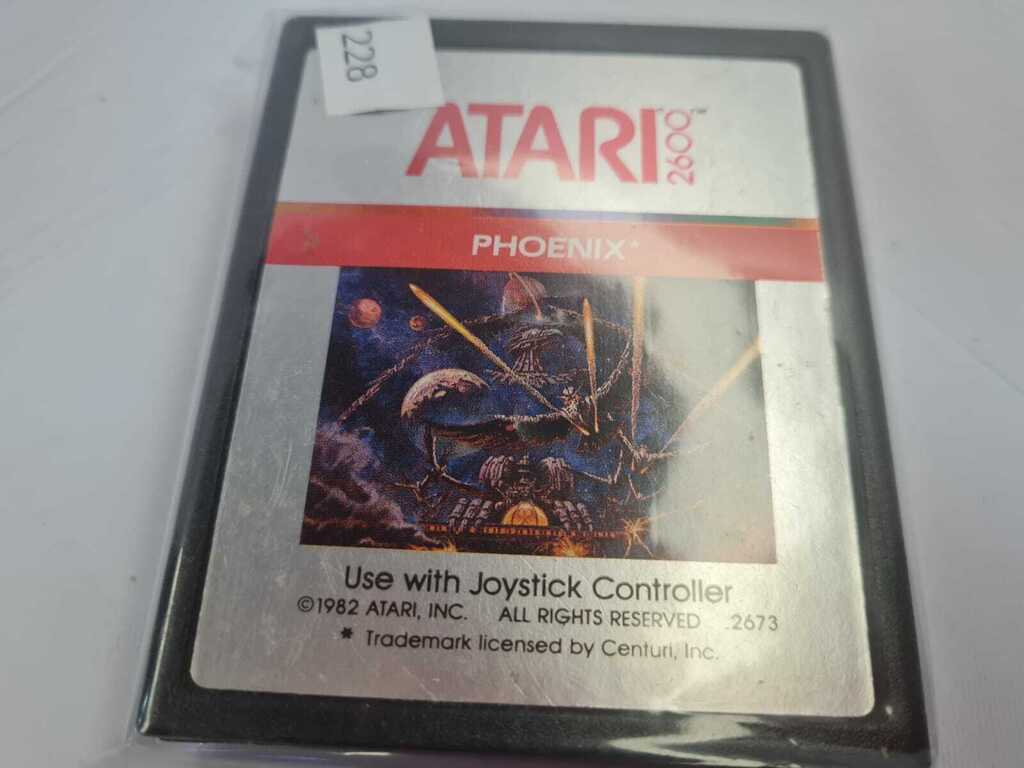 228
ATARI 2600™
PHOENIX*
Use with Joystick Controller
©1982 ATARI, INC. ALL RIGHTS RESERVED 2673
* Trademark licensed by Centuri, Inc.